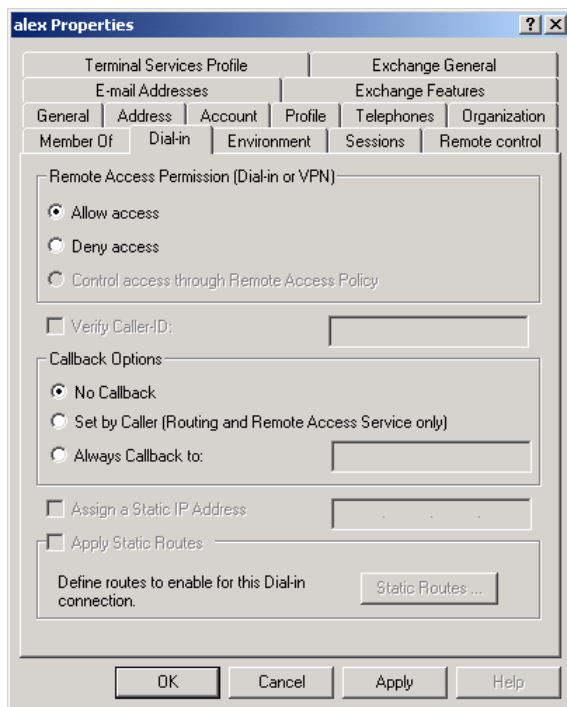 alex Properties
Terminal Services Profile Exchange General
E-mail Addresses Exchange Features
General Address Account Profile Telephones Organization
Member Of Dial-in Environment Sessions Remote control
Remote Access Permission (Dial-in or VPN)
Allow access
Deny access
Control access through Remote Access Policy
Verify Caller-ID:
Callback Options
No Callback
Set by Caller (Routing and Remote Access Service only)
Always Callback to:
Assign a Static IP Address
Apply Static Routes
Define routes to enable for this Dial-in
connection.
Static Routes ...
OK Cancel Apply Help